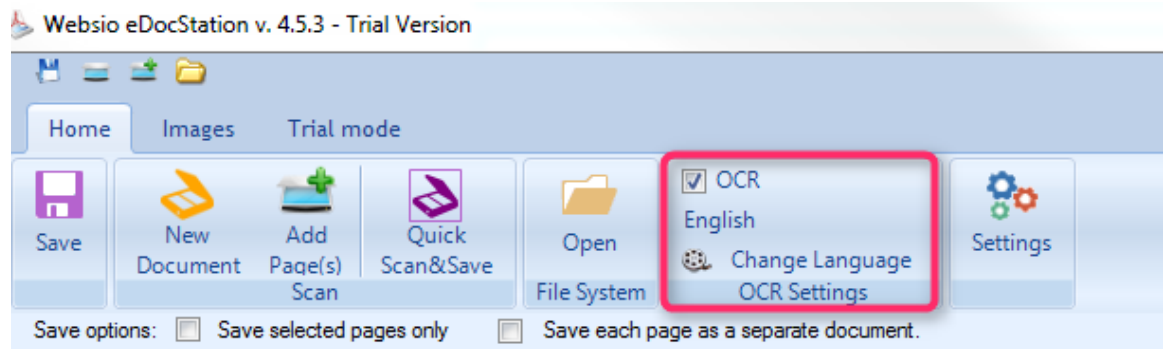 Websio eDocStation v. 4.5.3 - Trial Version
Home Images Trial mode
Save
New Document
Add Page(s)
Quick Scan&Save
Scan
Open
File System
OCR
English
Change Language
OCR Settings
Settings
Save options: Save selected pages only Save each page as a separate document.